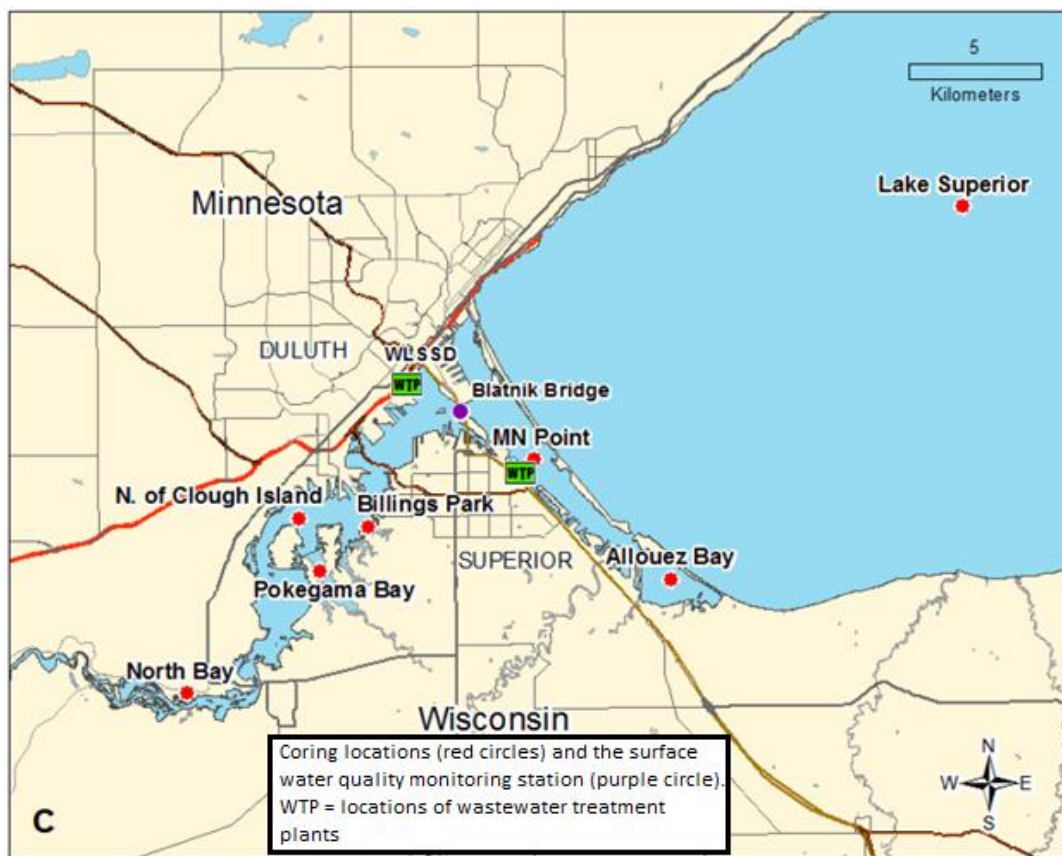 5
Kilometers
Lake Superior
Minnesota
DULUTH
WLSSD
WTP
Blatnik Bridge
MN Point
WTP
N. of Clough Island
Billings Park
SUPERIOR
Allouez Bay
Pokegama Bay
North Bay
Wisconsin
Coring locations (red circles) and the surface
water quality monitoring station (purple circle).
WTP = locations of wastewater treatment
plants
N
W E
S
C